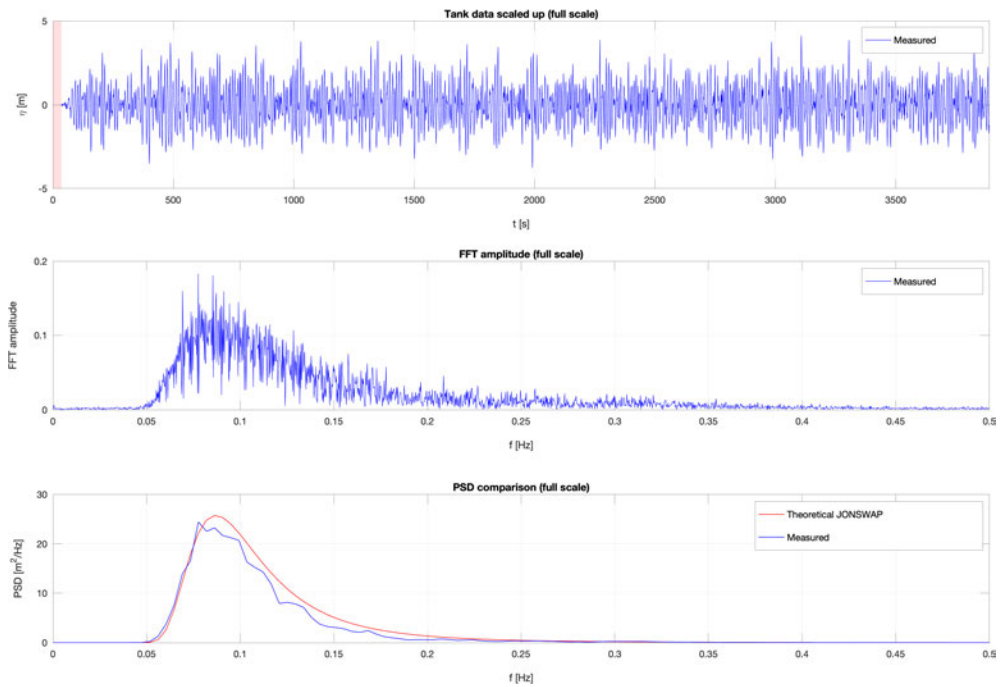 Tank data scaled up (full scale)
5
0
-5
η [m]
Measured
0 500 1000 1500 2000 2500 3000 3500
t [s]
FFT amplitude (full scale)
0.2
0.1
0
FFT amplitude
Measured
0 0.05 0.1 0.15 0.2 0.25 0.3 0.35 0.4 0.45 0.5
f [Hz]
PSD comparison (full scale)
30
20
10
0
PSD [m²/Hz]
Theoretical JONSWAP
Measured
0 0.05 0.1 0.15 0.2 0.25 0.3 0.35 0.4 0.45 0.5
f [Hz]